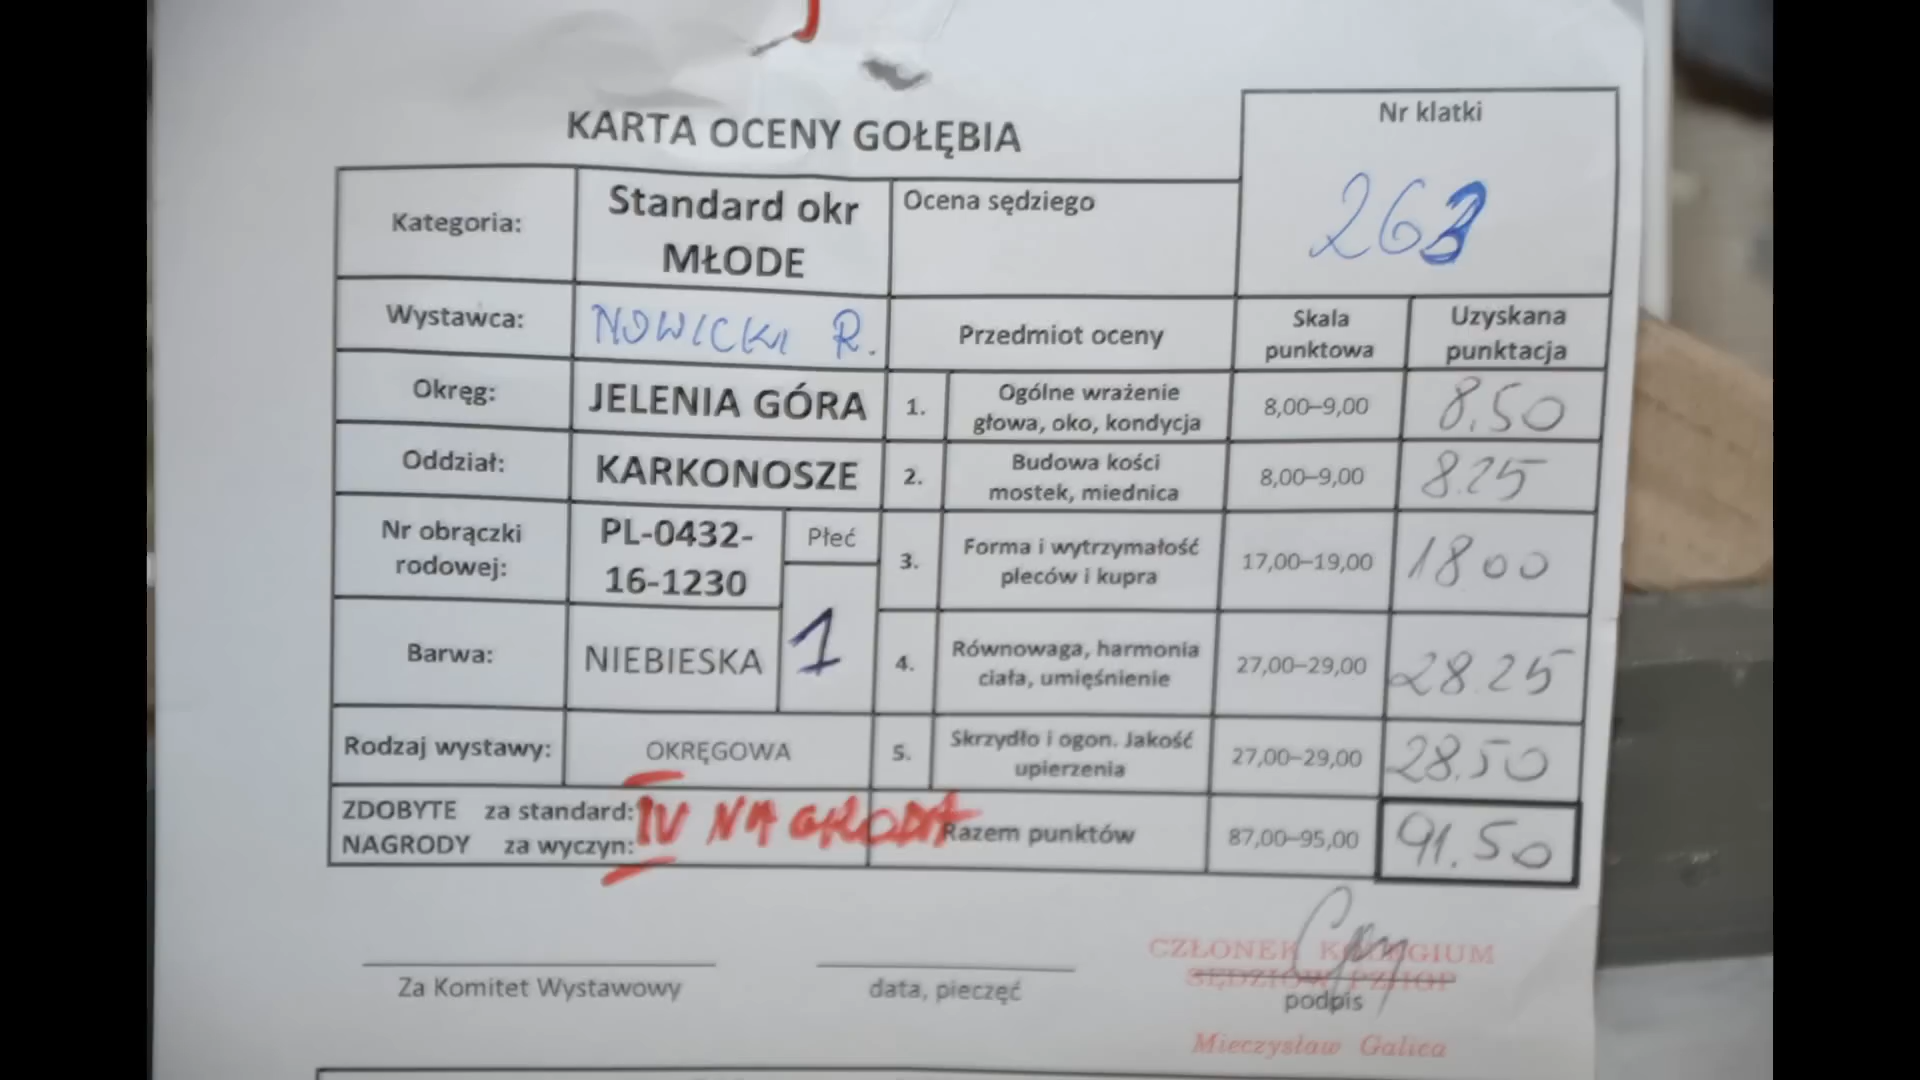 KARTA OCENY GOŁĘBIA
Nr klatki
263
Kategoria:
Standard okr
MŁODE
Ocena sędziego
Wystawca:
NOWICKI R.
Przedmiot oceny
Skala
punktowa
Uzyskana
punktacja
Okręg:
JELENIA GÓRA
1.
Ogólne wrażenie
głowa, oko, kondycja
8,00–9,00
8,50
Oddział:
KARKONOSZE
2.
Budowa kości
mostek, miednica
8,00–9,00
8.25
Nr obrączki
rodowej:
PL-0432-
16-1230
Płeć
1
3.
Forma i wytrzymałość
pleców i kupra
17,00–19,00
18 00
Barwa:
NIEBIESKA
4.
Równowaga, harmonia
ciała, umięśnienie
27,00–29,00
28.25
Rodzaj wystawy:
OKRĘGOWA
5.
Skrzydło i ogon. Jakość
upierzenia
27,00–29,00
28.50
ZDOBYTE za standard:
NAGRODY za wyczyn:
IV NAGRODA
Razem punktów
87,00–95,00
91.50
Za Komitet Wystawowy
data, pieczęć
CZŁONEK KOLEGIUM
SĘDZIÓW PZHGP
podpis
Mieczysław Galica